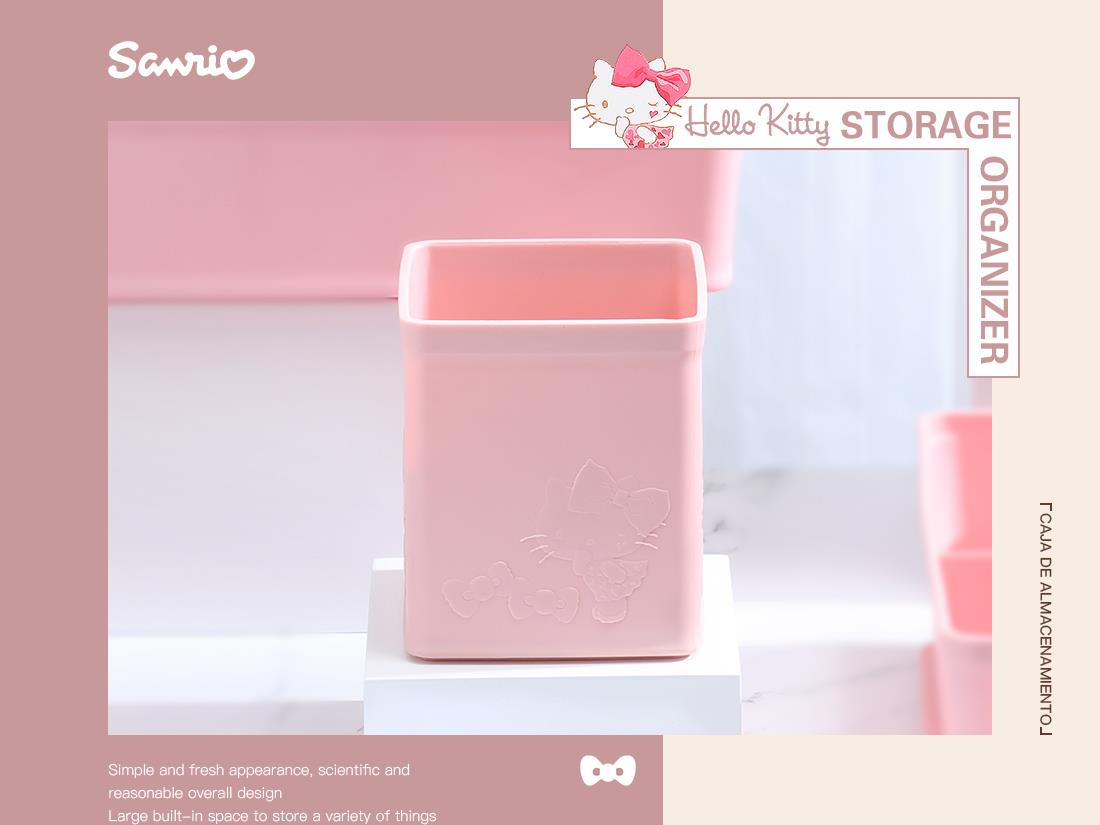 Sanrio
Hello Kitty STORAGE
ORGANIZER
「CAJA DE ALMACENAMIENTO」
Simple and fresh appearance, scientific and
reasonable overall design
Large built-in space to store a variety of things